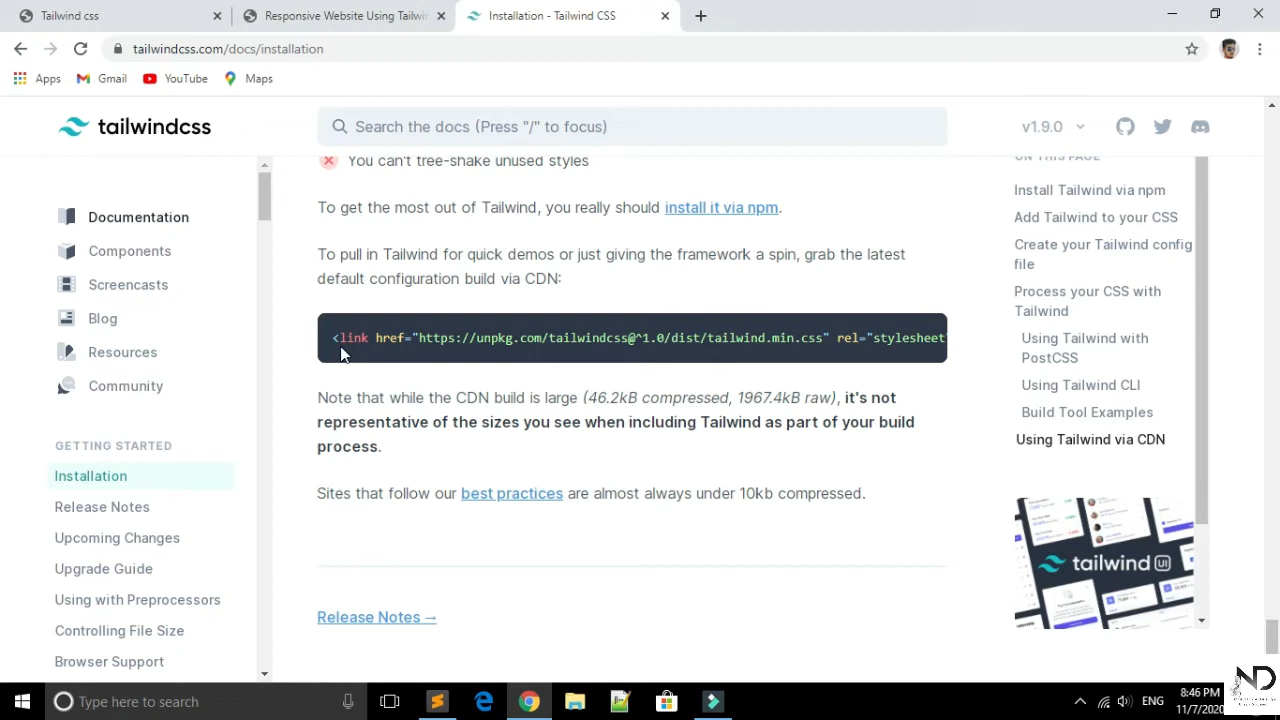 Tailwind css
Responsive Website Using Tailwin
Installation - Tailwind CSS
tailwindcss.com/docs/installation
Apps
Gmail
YouTube
Maps
tailwindcss
Search the docs (Press "/" to focus)
v1.9.0
Documentation
Components
Screencasts
Blog
Resources
Community
GETTING STARTED
Installation
Release Notes
Upcoming Changes
Upgrade Guide
Using with Preprocessors
Controlling File Size
Browser Support
You can't tree-shake unused styles
To get the most out of Tailwind, you really should install it via npm.
To pull in Tailwind for quick demos or just giving the framework a spin, grab the latest
default configuration build via CDN:
<link href="https://unpkg.com/tailwindcss@^1.0/dist/tailwind.min.css" rel="stylesheet"
Note that while the CDN build is large (46.2kB compressed, 1967.4kB raw), it's not
representative of the sizes you see when including Tailwind as part of your build
process.
Sites that follow our best practices are almost always under 10kb compressed.
Release Notes →
ON THIS PAGE
Install Tailwind via npm
Add Tailwind to your CSS
Create your Tailwind config
file
Process your CSS with
Tailwind
Using Tailwind with
PostCSS
Using Tailwind CLI
Build Tool Examples
Using Tailwind via CDN
tailwind UI
Type here to search
ENG
8:46 PM
11/7/2020
ND